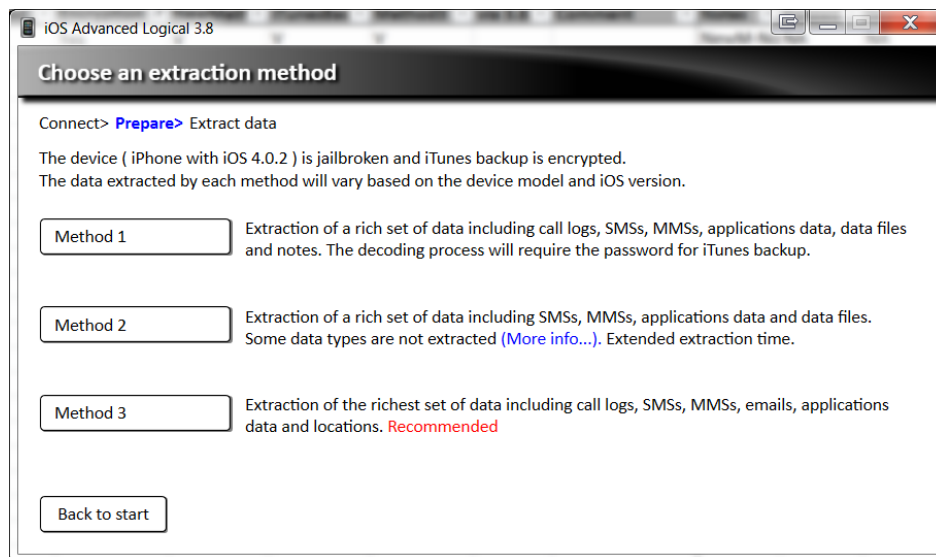 iOS Advanced Logical 3.8
Choose an extraction method
Connect> Prepare> Extract data
The device ( iPhone with iOS 4.0.2 ) is jailbroken and iTunes backup is encrypted.
The data extracted by each method will vary based on the device model and iOS version.
Method 1
Extraction of a rich set of data including call logs, SMSs, MMSs, applications data, data files
and notes. The decoding process will require the password for iTunes backup.
Method 2
Extraction of a rich set of data including SMSs, MMSs, applications data and data files.
Some data types are not extracted (More info...). Extended extraction time.
Method 3
Extraction of the richest set of data including call logs, SMSs, MMSs, emails, applications
data and locations. Recommended
Back to start